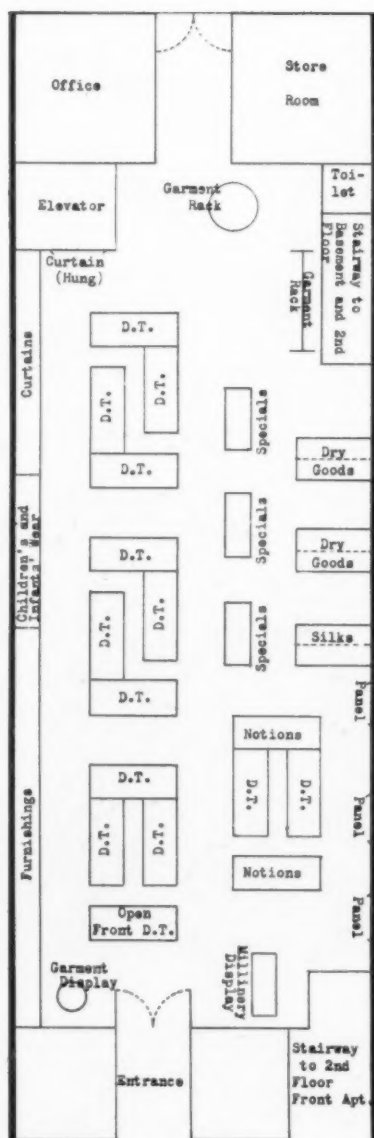 Office
Store
Room
Elevator
Garment
Rack
Toi-
let
Stairway to
Basement and 2nd
Floor
Curtain
(Hung)
Garment
Rack
Curtains
D.T.
D.T.
D.T.
D.T.
Specials
Dry
Goods
Children's and
Infants' Wear
D.T.
D.T.
D.T.
D.T.
Specials
Dry
Goods
Specials
Silks
Panel
Furnishings
Notions
D.T.
D.T.
D.T.
D.T.
D.T.
Panel
Notions
Open
Front D.T.
Panel
Garment
Display
Millinery
Display
Entrance
Stairway
to 2nd
Floor
Front Apt.